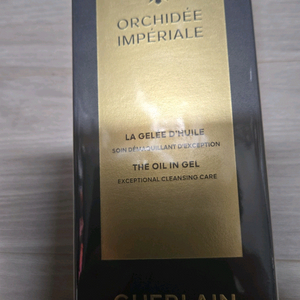 ORCHIDÉE
IMPÉRIALE
LA GELÉE D'HUILE
SOIN DÉMAQUILLANT D'EXCEPTION
THE OIL IN GEL
EXCEPTIONAL CLEANSING CARE
GUERLAIN